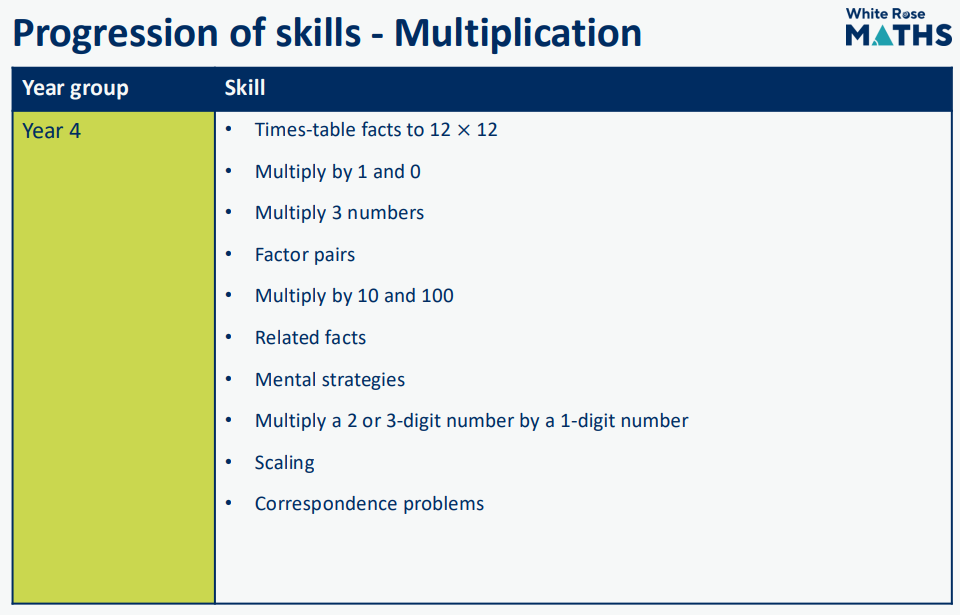 Progression of skills - Multiplication
White Rose
MATHS
Year group
Skill
Year 4
• Times-table facts to 12 × 12
• Multiply by 1 and 0
• Multiply 3 numbers
• Factor pairs
• Multiply by 10 and 100
• Related facts
• Mental strategies
• Multiply a 2 or 3-digit number by a 1-digit number
• Scaling
• Correspondence problems